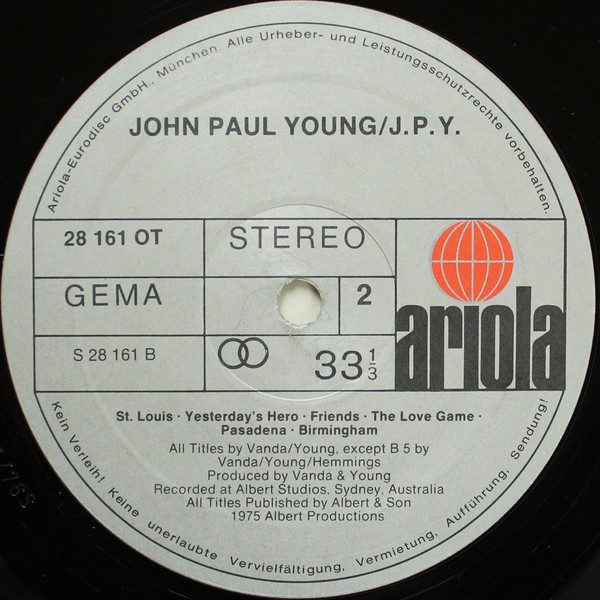 Ariola-Eurodisc GmbH., München. Alle Urheber- und Leistungsschutzrechte vorbehalten.
JOHN PAUL YOUNG/J.P.Y.
28 161 OT
STEREO
GEMA
2
S 28 161 B
33 1/3
ariola
St. Louis · Yesterday's Hero · Friends · The Love Game ·
Pasadena · Birmingham
All Titles by Vanda/Young, except B 5 by
Vanda/Young/Hemmings
Produced by Vanda & Young
Recorded at Albert Studios, Sydney, Australia
All Titles Published by Albert & Son
1975 Albert Productions
Kein Verleih! Keine unerlaubte Vervielfältigung, Vermietung, Aufführung, Sendung!